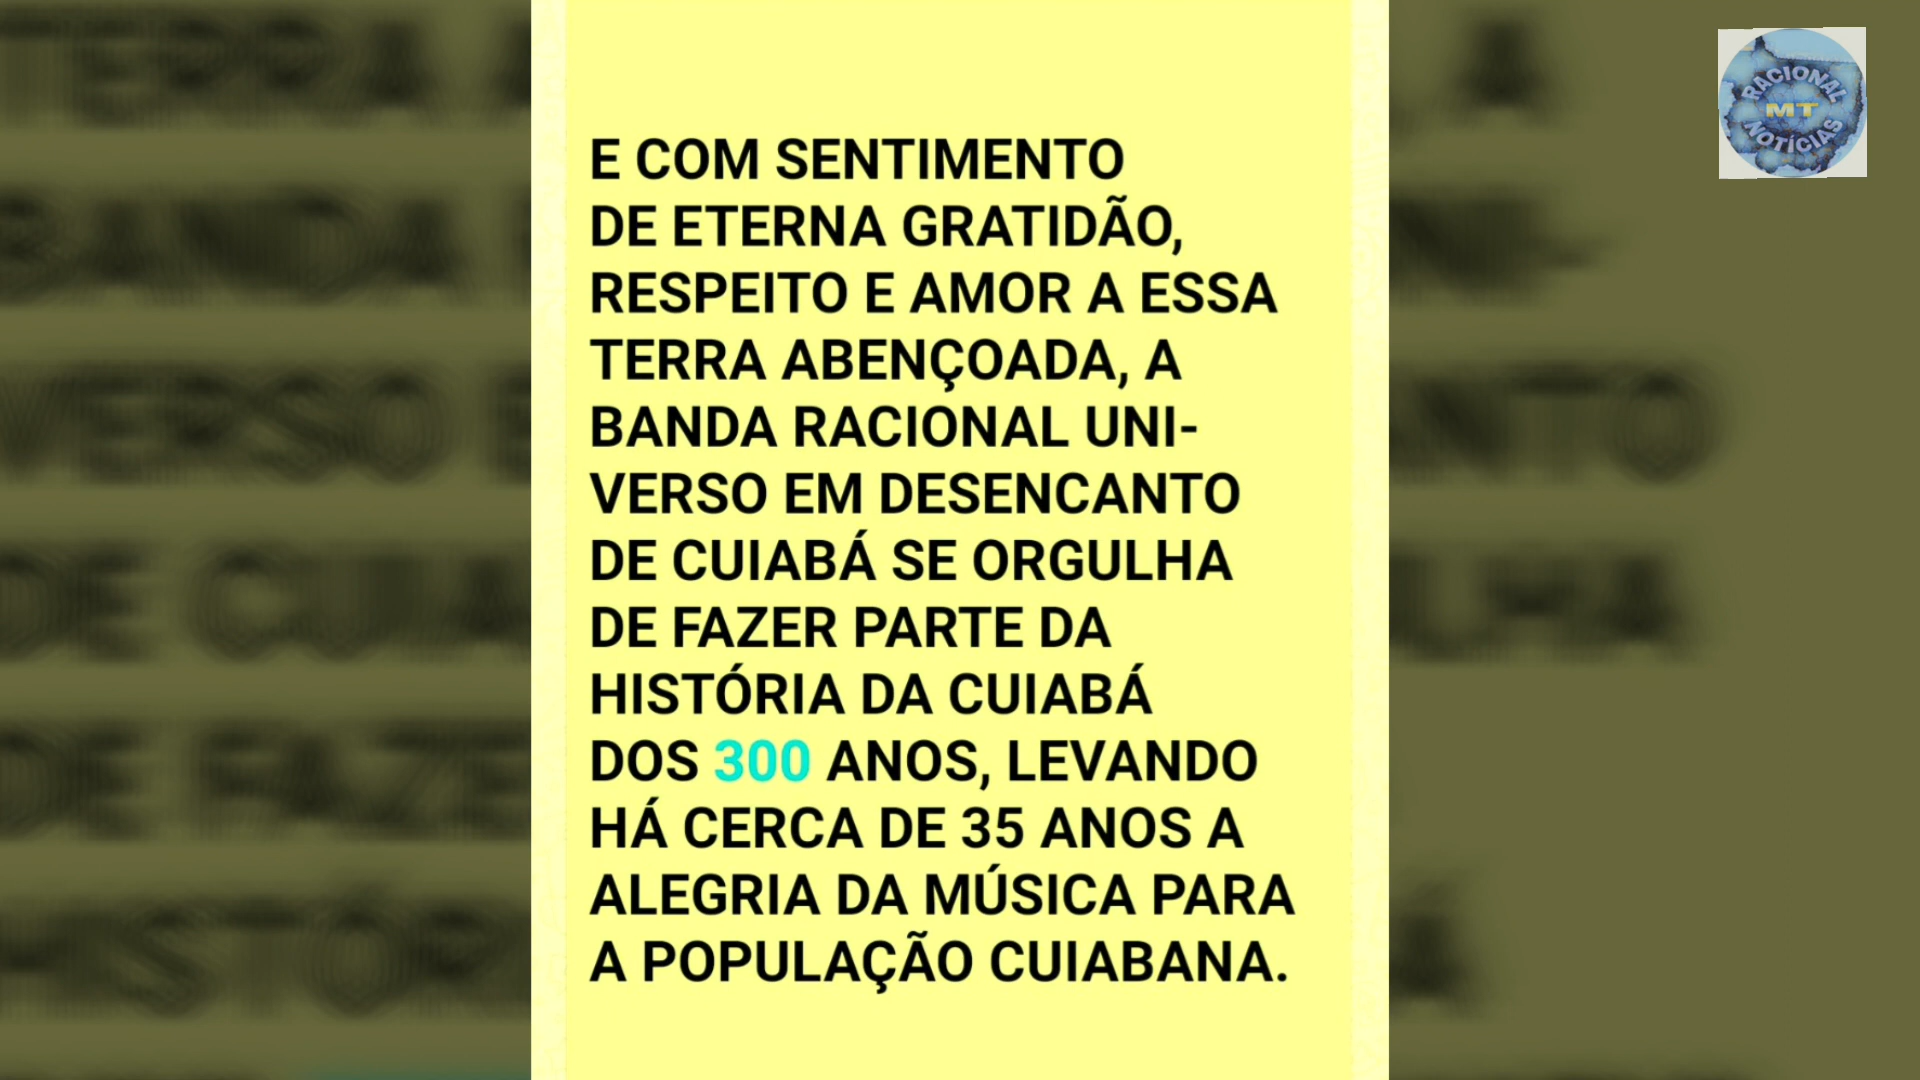 E COM SENTIMENTO
DE ETERNA GRATIDÃO,
RESPEITO E AMOR A ESSA
TERRA ABENÇOADA, A
BANDA RACIONAL UNI-
VERSO EM DESENCANTO
DE CUIABÁ SE ORGULHA
DE FAZER PARTE DA
HISTÓRIA DA CUIABÁ
DOS 300 ANOS, LEVANDO
HÁ CERCA DE 35 ANOS A
ALEGRIA DA MÚSICA PARA
A POPULAÇÃO CUIABANA.
RACIONAL
MT
NOTÍCIAS